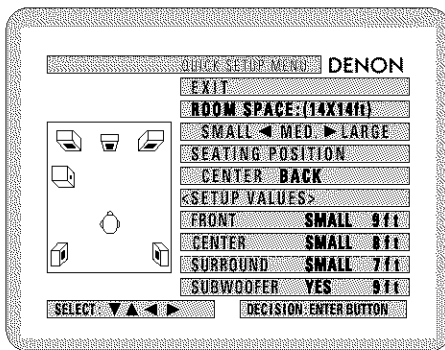 QUICK SETUP MENU DENON
EXIT
ROOM SPACE:(14X14ft)
SMALL ◄ MED. ► LARGE
SEATING POSITION
CENTER BACK
<SETUP VALUES>
FRONT SMALL 9ft
CENTER SMALL 8ft
SURROUND SMALL 7ft
SUBWOOFER YES 9ft
SELECT: ▼ ▲ ◄ ► DECISION: ENTER BUTTON